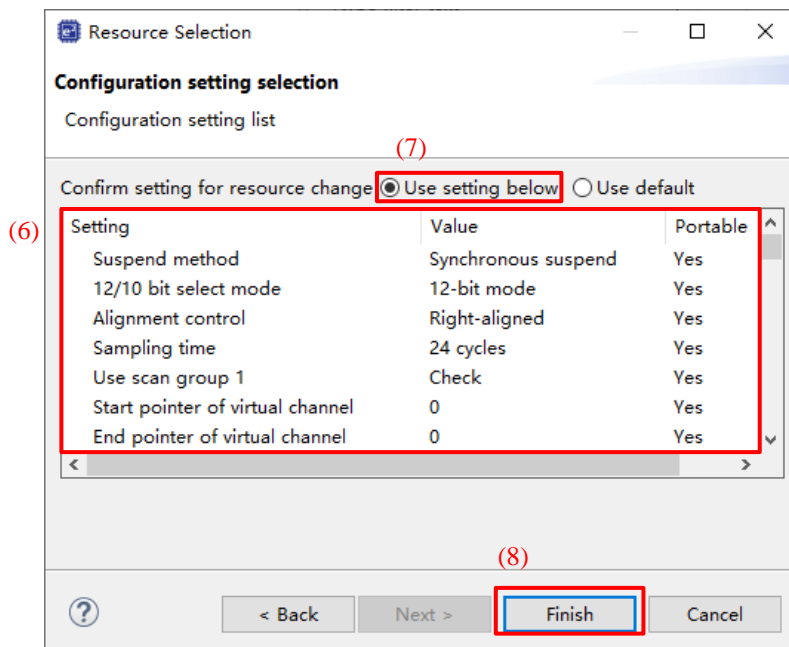 Resource Selection
Configuration setting selection
Configuration setting list
(7)
Confirm setting for resource change Use setting below Use default
(6)
Setting Value Portable
Suspend method Synchronous suspend Yes
12/10 bit select mode 12-bit mode Yes
Alignment control Right-aligned Yes
Sampling time 24 cycles Yes
Use scan group 1 Check Yes
Start pointer of virtual channel 0 Yes
End pointer of virtual channel 0 Yes
(8)
? < Back Next > Finish Cancel